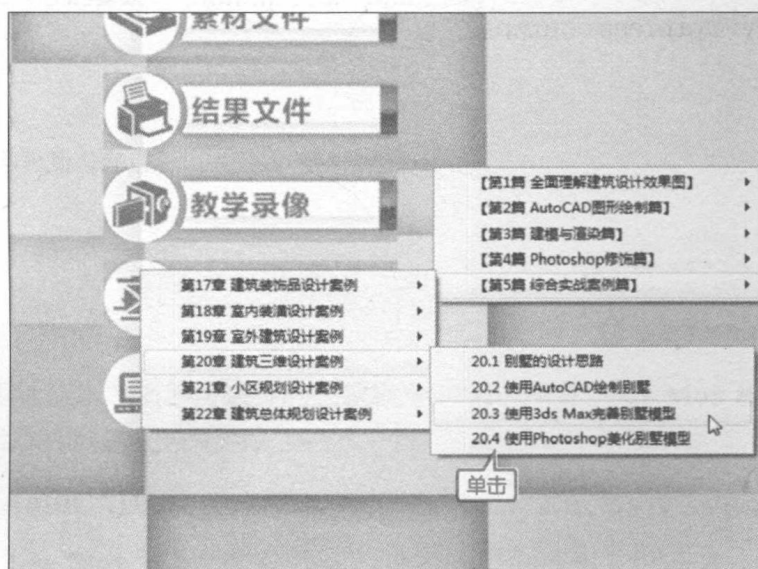 素材文件
结果文件
教学录像
【第1篇 全面理解建筑设计效果图】
【第2篇 AutoCAD图形绘制篇】
【第3篇 建模与渲染篇】
【第4篇 Photoshop修饰篇】
【第5篇 综合实战案例篇】
第17章 建筑装饰品设计案例
第18章 室内装潢设计案例
第19章 室外建筑设计案例
第20章 建筑三维设计案例
第21章 小区规划设计案例
第22章 建筑总体规划设计案例
20.1 别墅的设计思路
20.2 使用AutoCAD绘制别墅
20.3 使用3ds Max完善别墅模型
20.4 使用Photoshop美化别墅模型
单击